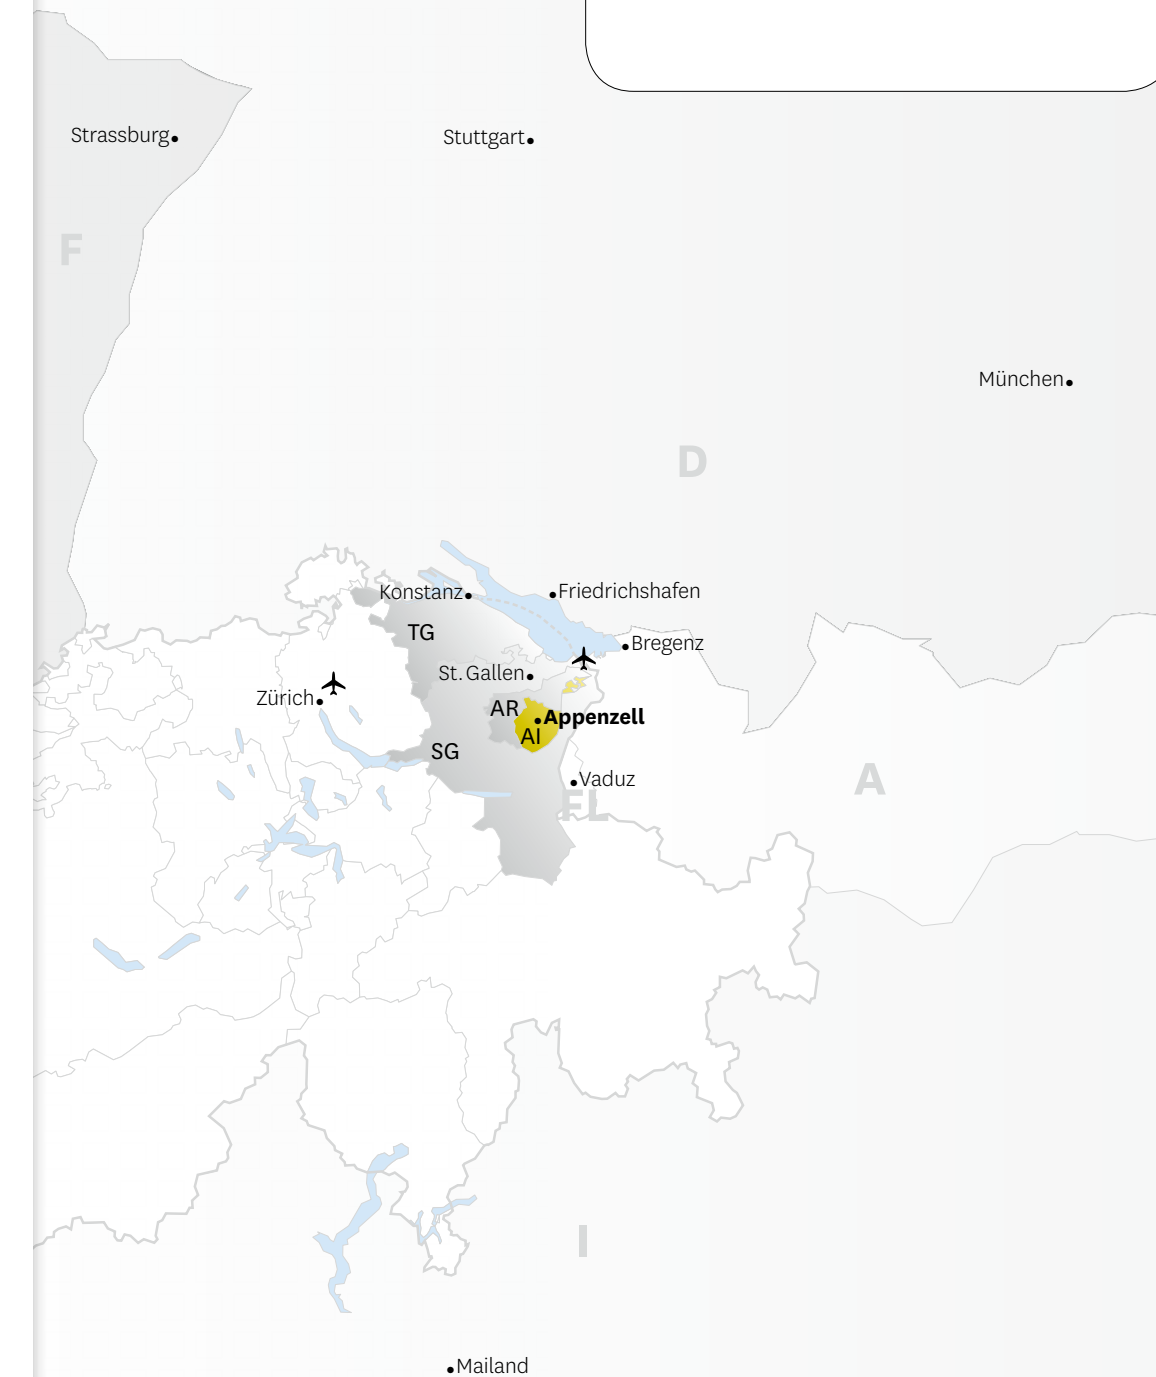 Strassburg
Stuttgart
F
München
D
Konstanz
Friedrichshafen
TG
Bregenz
St. Gallen
Zürich
AR
Appenzell
AI
SG
Vaduz
A
FL
I
Mailand